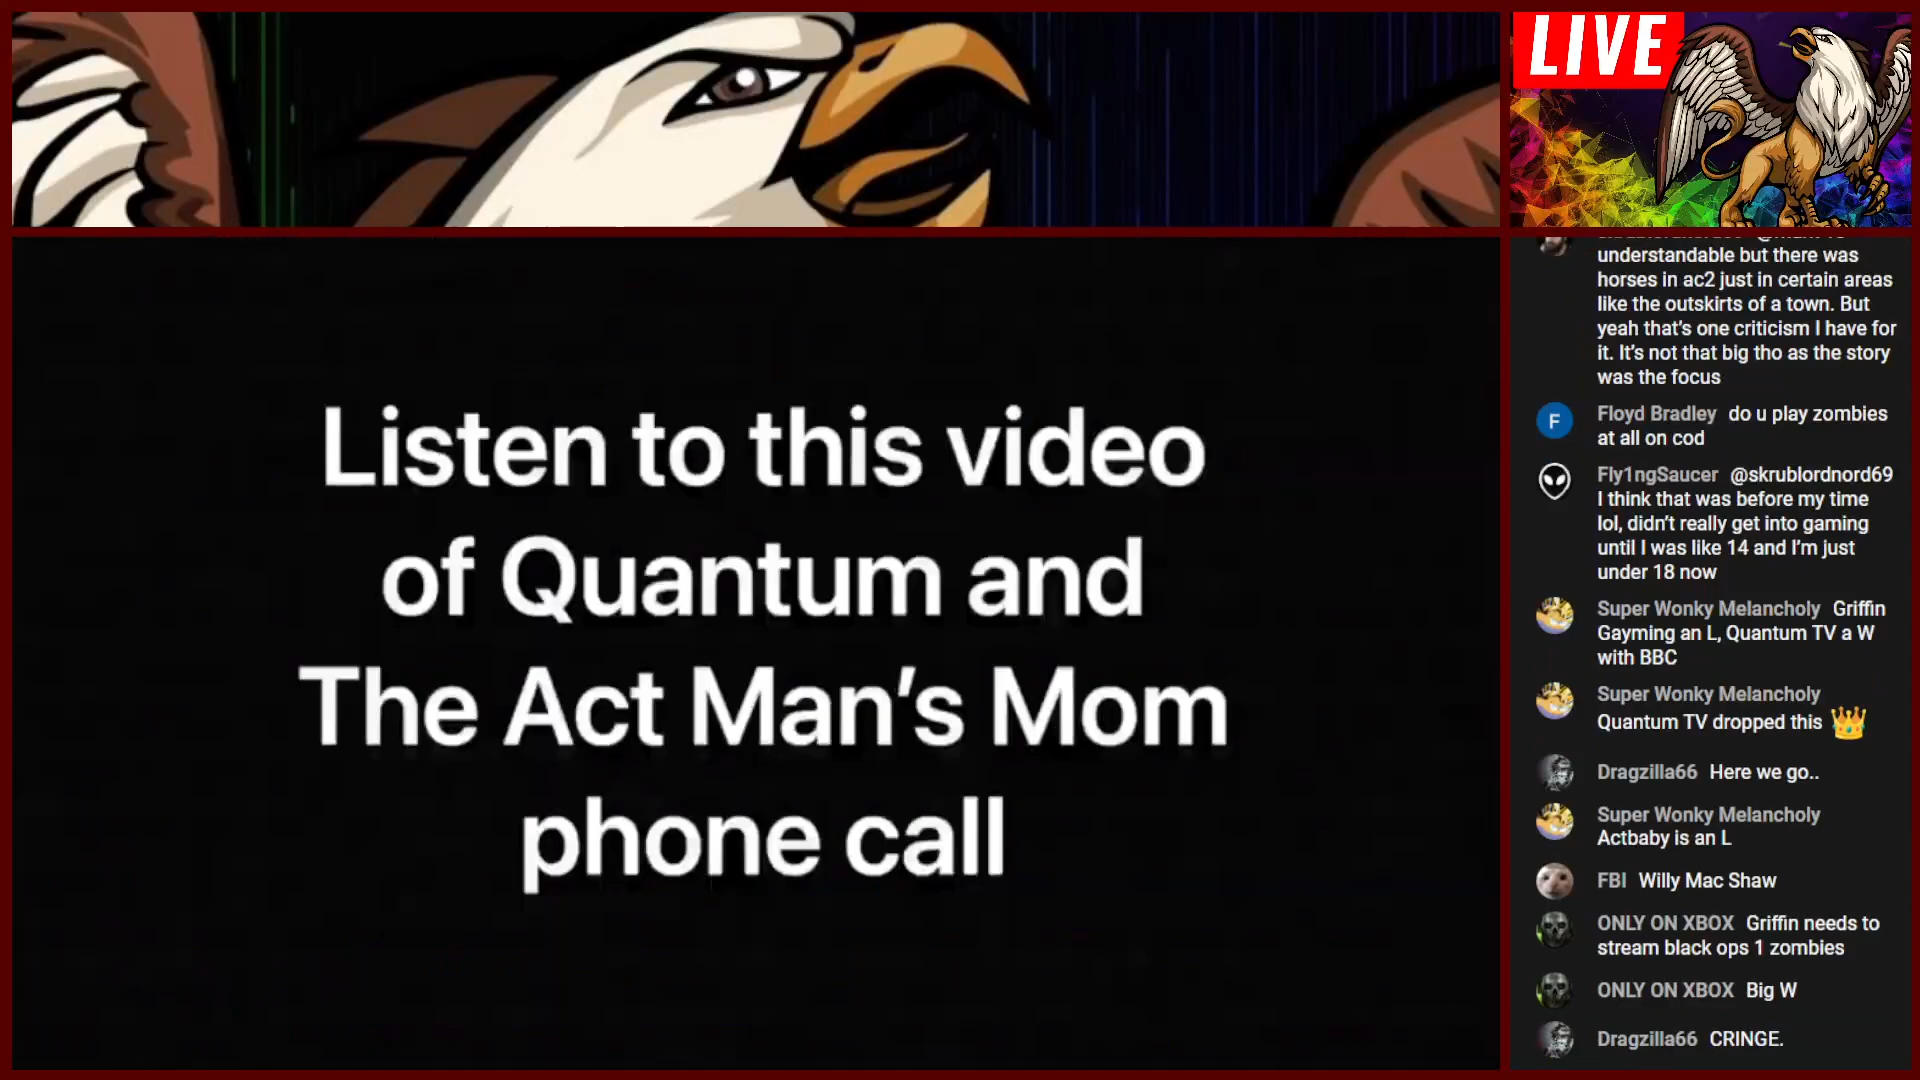 LIVE
Listen to this video
of Quantum and
The Act Man's Mom
phone call
understandable but there was
horses in ac2 just in certain areas
like the outskirts of a town. But
yeah that's one criticism I have for
it. It's not that big tho as the story
was the focus
F
Floyd Bradley do u play zombies
at all on cod
Fly1ngSaucer @skrublordnord69
I think that was before my time
lol, didn't really get into gaming
until I was like 14 and I'm just
under 18 now
Super Wonky Melancholy Griffin
Gayming an L, Quantum TV a W
with BBC
Super Wonky Melancholy
Quantum TV dropped this 👑
Dragzilla66 Here we go..
Super Wonky Melancholy
Actbaby is an L
FBI Willy Mac Shaw
ONLY ON XBOX Griffin needs to
stream black ops 1 zombies
ONLY ON XBOX Big W
Dragzilla66 CRINGE.